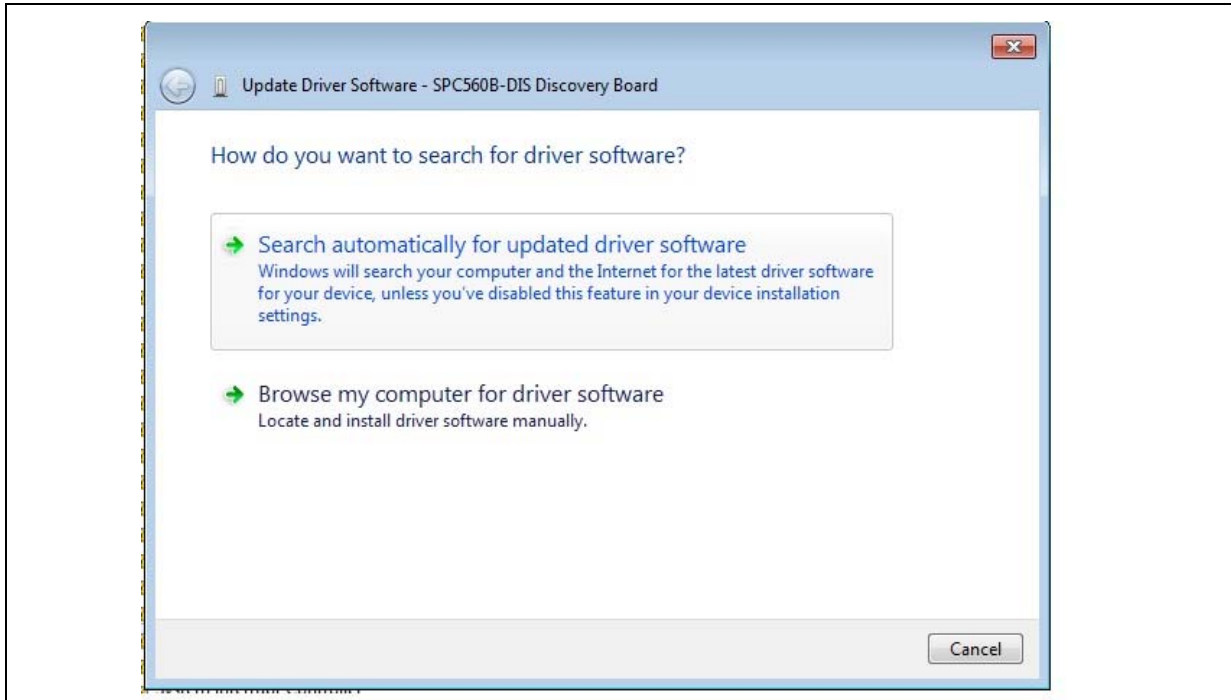 Update Driver Software - SPC560B-DIS Discovery Board
How do you want to search for driver software?
Search automatically for updated driver software
Windows will search your computer and the Internet for the latest driver software
for your device, unless you've disabled this feature in your device installation
settings.
Browse my computer for driver software
Locate and install driver software manually.
Cancel